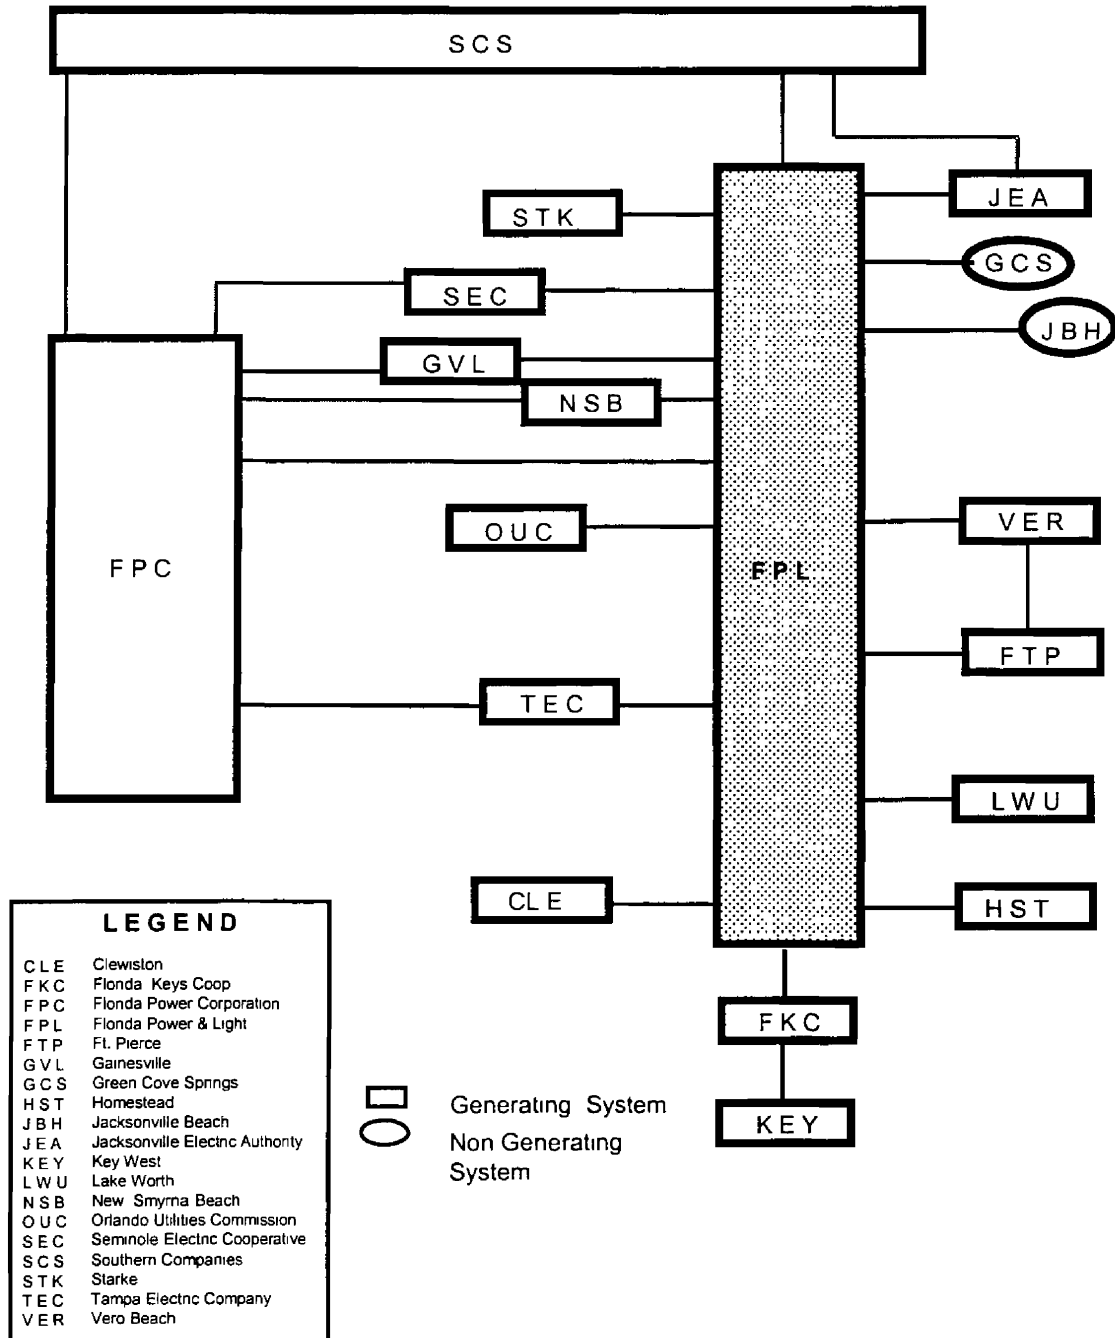 SCS
STK
JEA
GCS
SEC
JBH
GVL
NSB
VER
OUC
FPC
FPL
FTP
TEC
LWU
CLE
HST
FKC
KEY
LEGEND
CLE Clewiston
FKC Flonda Keys Coop
FPC Flonda Power Corporation
FPL Flonda Power & Light
FTP Ft. Pierce
GVL Gainesville
GCS Green Cove Springs
HST Homestead
JBH Jacksonville Beach
JEA Jacksonville Electric Authority
KEY Key West
LWU Lake Worth
NSB New Smyrna Beach
OUC Orlando Utilities Commission
SEC Seminole Electric Cooperative
SCS Southern Companies
STK Starke
TEC Tampa Electric Company
VER Vero Beach
Generating System
Non Generating
System